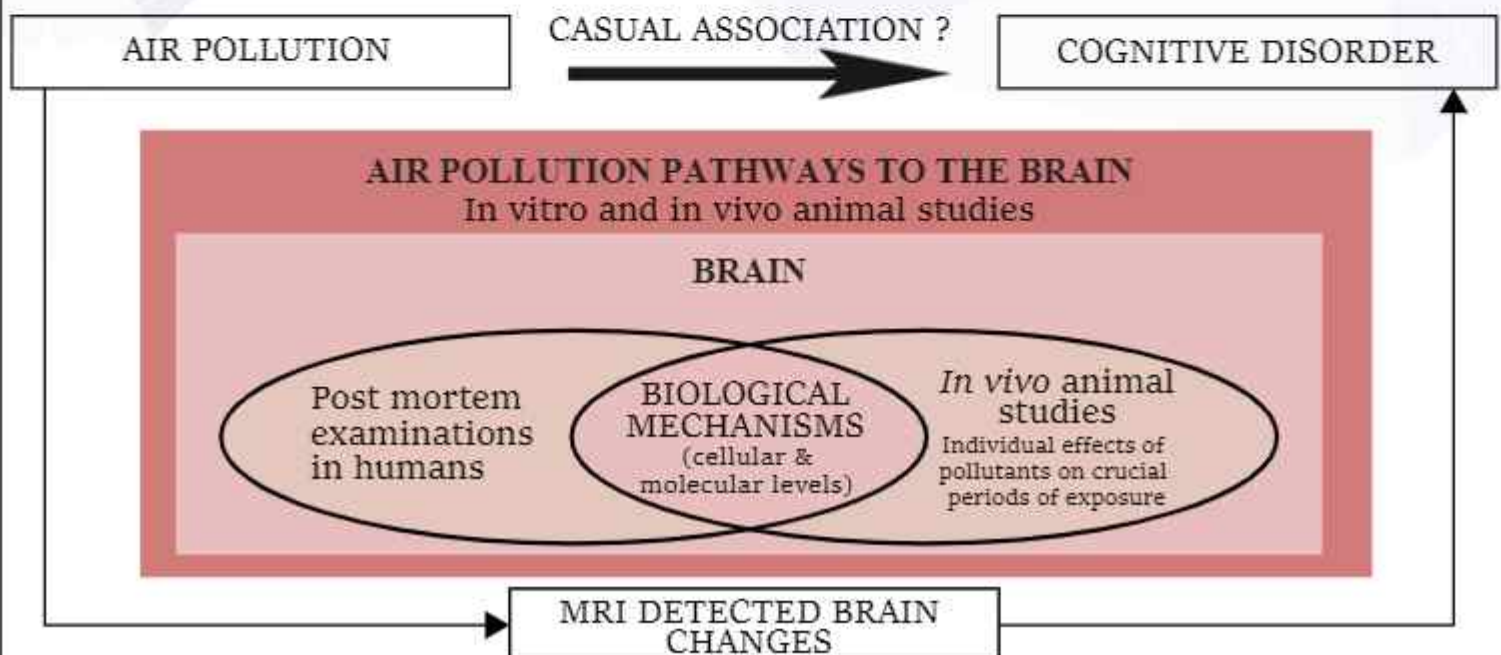 AIR POLLUTION
CASUAL ASSOCIATION ?
COGNITIVE DISORDER
AIR POLLUTION PATHWAYS TO THE BRAIN
In vitro and in vivo animal studies
BRAIN
Post mortem
examinations
in humans
BIOLOGICAL
MECHANISMS
(cellular &
molecular levels)
In vivo animal
studies
Individual effects of
pollutants on crucial
periods of exposure
MRI DETECTED BRAIN
CHANGES